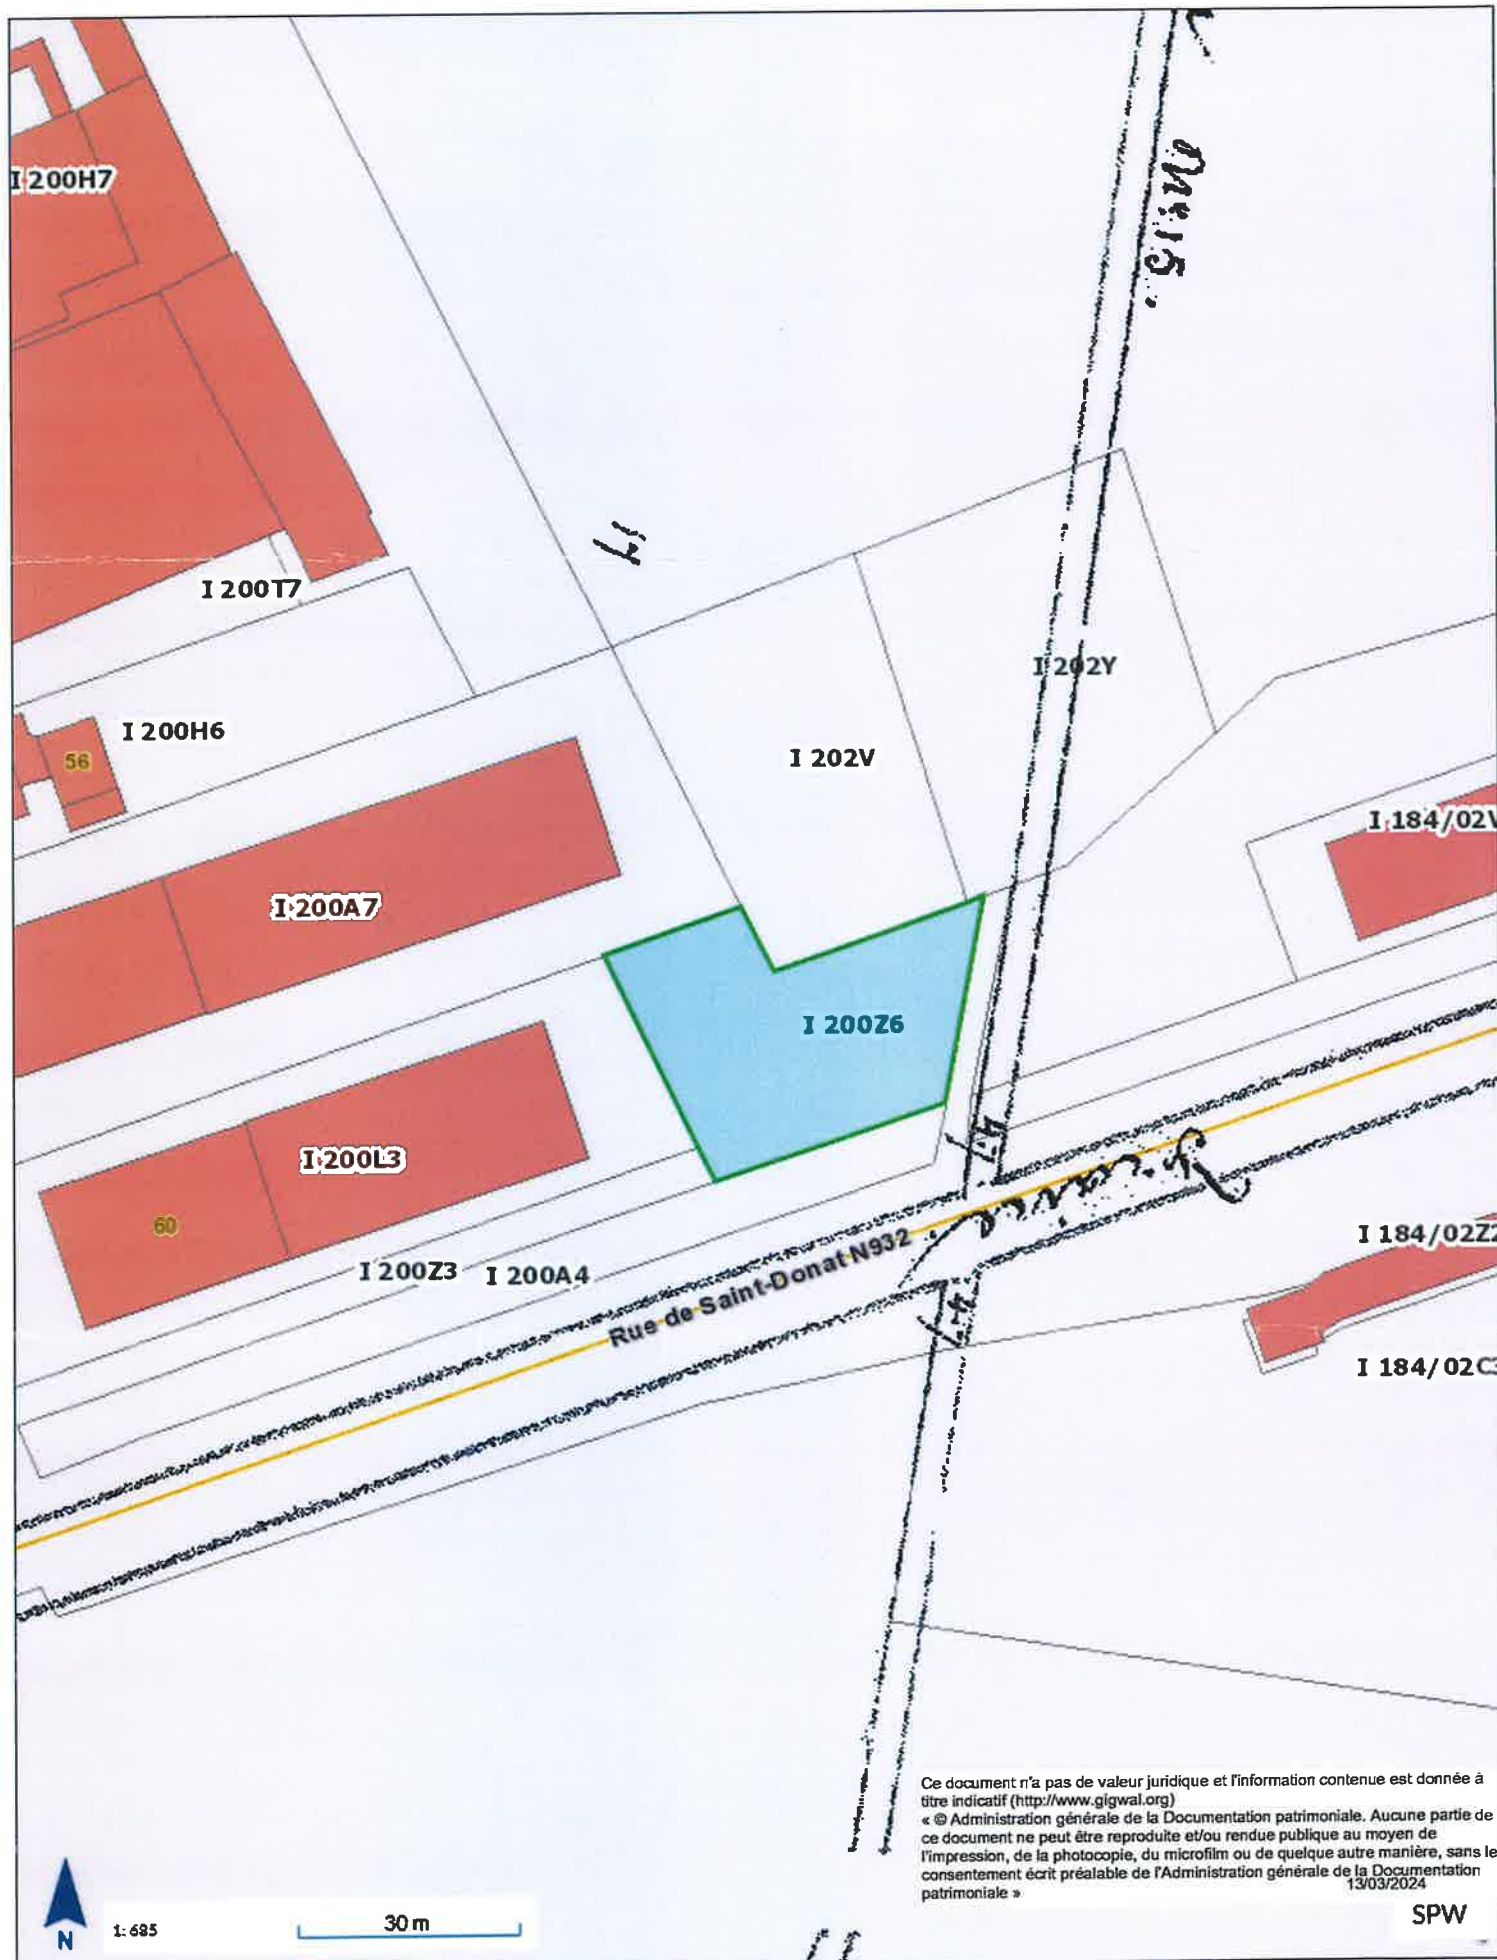 I 200H7
N: 15.
I 200T7
I 202Y
I 200H6
56
I 202V
I 184/02V
I 200A7
I 200Z6
I 200L3
60
I 200Z3
I 200A4
Rue de Saint-Donat N932
I 184/02Z2
I 184/02C3
Ce document n'a pas de valeur juridique et l'information contenue est donnée à
titre indicatif (http://www.gigwal.org)
« © Administration générale de la Documentation patrimoniale. Aucune partie de
ce document ne peut être reproduite et/ou rendue publique au moyen de
l'impression, de la photocopie, du microfilm ou de quelque autre manière, sans le
consentement écrit préalable de l'Administration générale de la Documentation
patrimoniale »
13/03/2024
SPW
N
1: 685
30 m